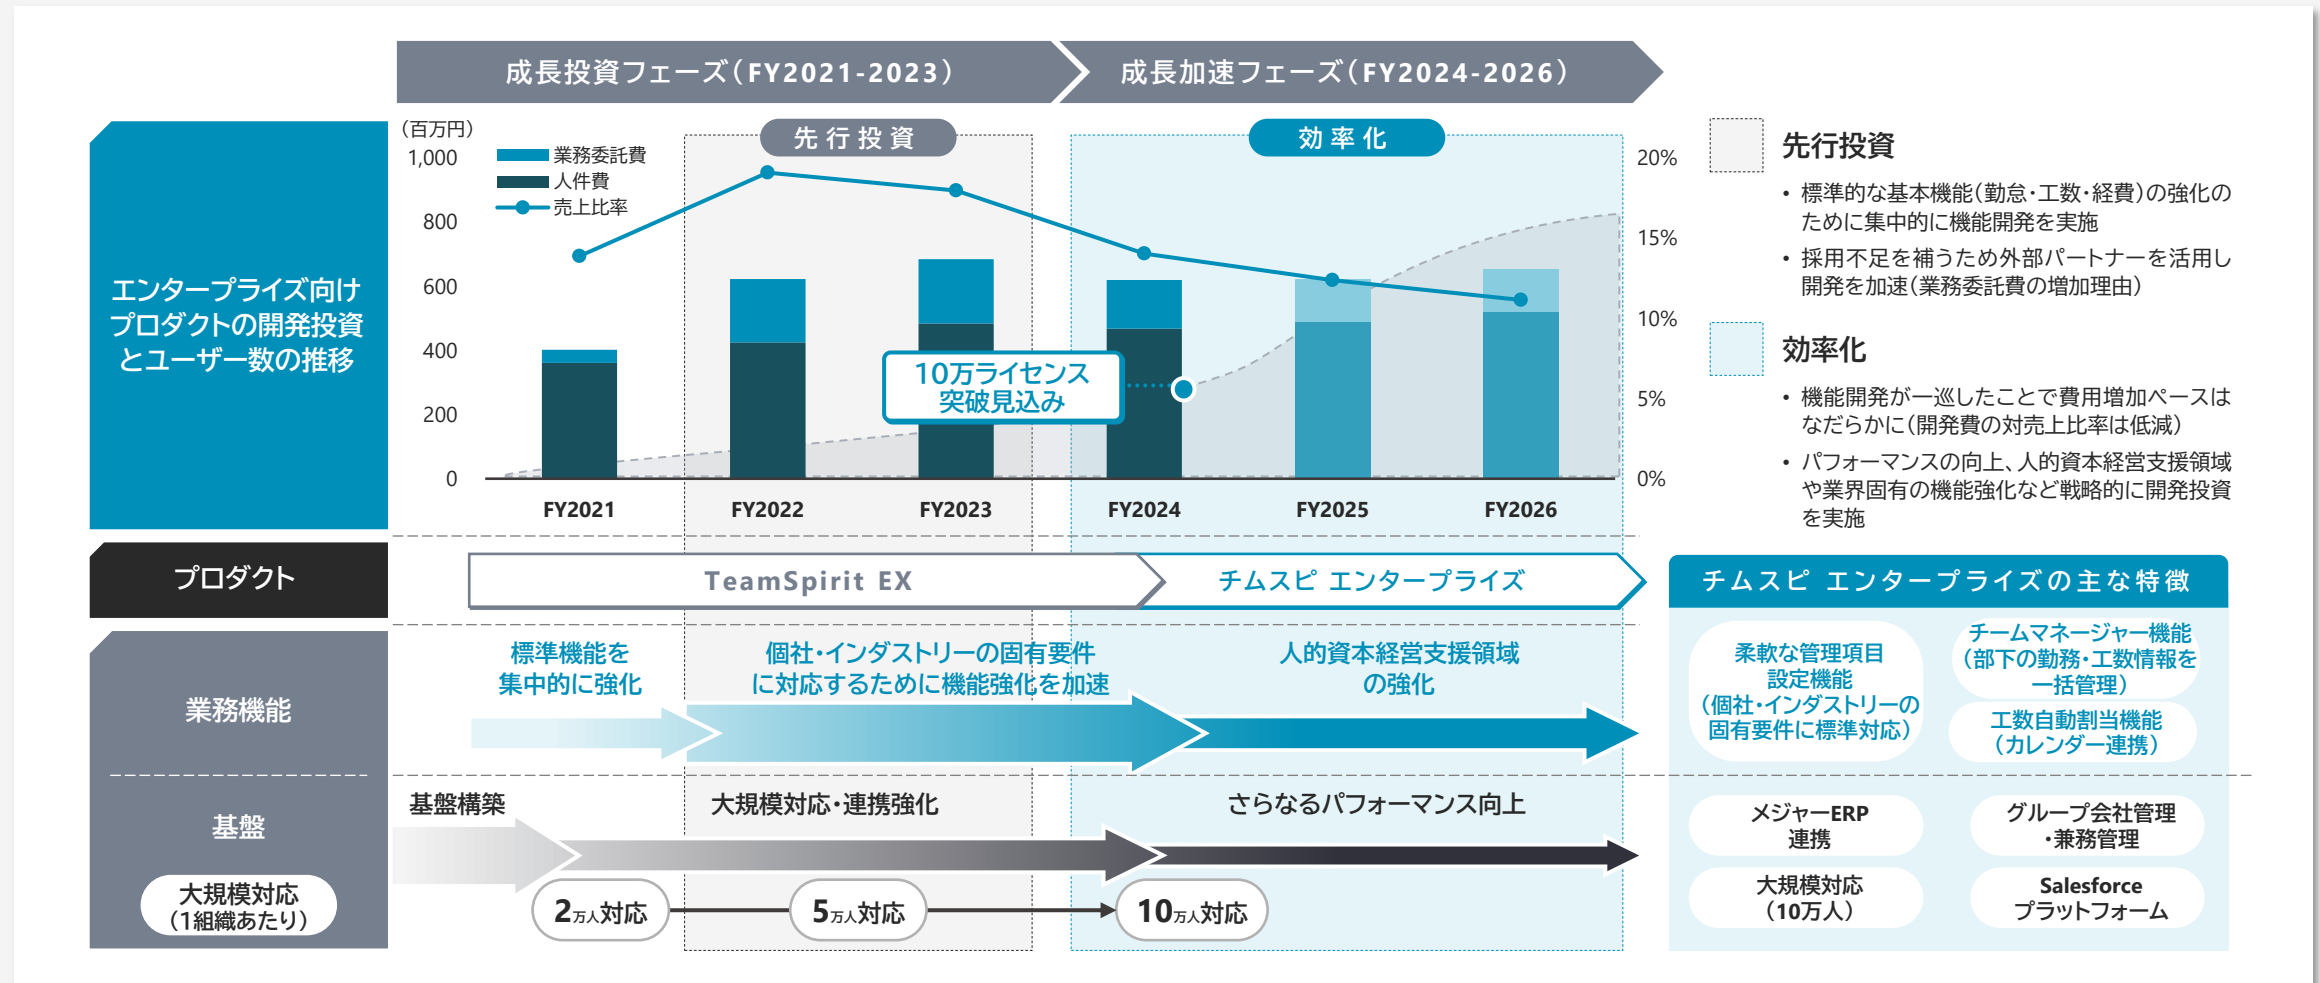 成長投資フェーズ（FY2021-2023）
成長加速フェーズ（FY2024-2026）
エンタープライズ向け
プロダクトの開発投資
とユーザー数の推移
（百万円）
1,000
800
600
400
200
0
業務委託費
人件費
売上比率
先行投資
効率化
20%
15%
10%
5%
0%
10万ライセンス
突破見込み
FY2021
FY2022
FY2023
FY2024
FY2025
FY2026
先行投資
• 標準的な基本機能（勤怠・工数・経費）の強化の
ために集中的に機能開発を実施
• 採用不足を補うため外部パートナーを活用し
開発を加速（業務委託費の増加理由）
効率化
• 機能開発が一巡したことで費用増加ペースは
なだらかに（開発費の対売上比率は低減）
• パフォーマンスの向上、人的資本経営支援領域
や業界固有の機能強化など戦略的に開発投資
を実施
プロダクト
TeamSpirit EX
チムスピ エンタープライズ
業務機能
標準機能を
集中的に強化
個社・インダストリーの固有要件
に対応するために機能強化を加速
人的資本経営支援領域
の強化
基盤
大規模対応
（1組織あたり）
基盤構築
大規模対応・連携強化
さらなるパフォーマンス向上
2万人対応
5万人対応
10万人対応
チムスピ エンタープライズの主な特徴
柔軟な管理項目
設定機能
（個社・インダストリーの
固有要件に標準対応）
チームマネージャー機能
（部下の勤務・工数情報を
一括管理）
工数自動割当機能
（カレンダー連携）
メジャーERP
連携
グループ会社管理
・兼務管理
大規模対応
（10万人）
Salesforce
プラットフォーム